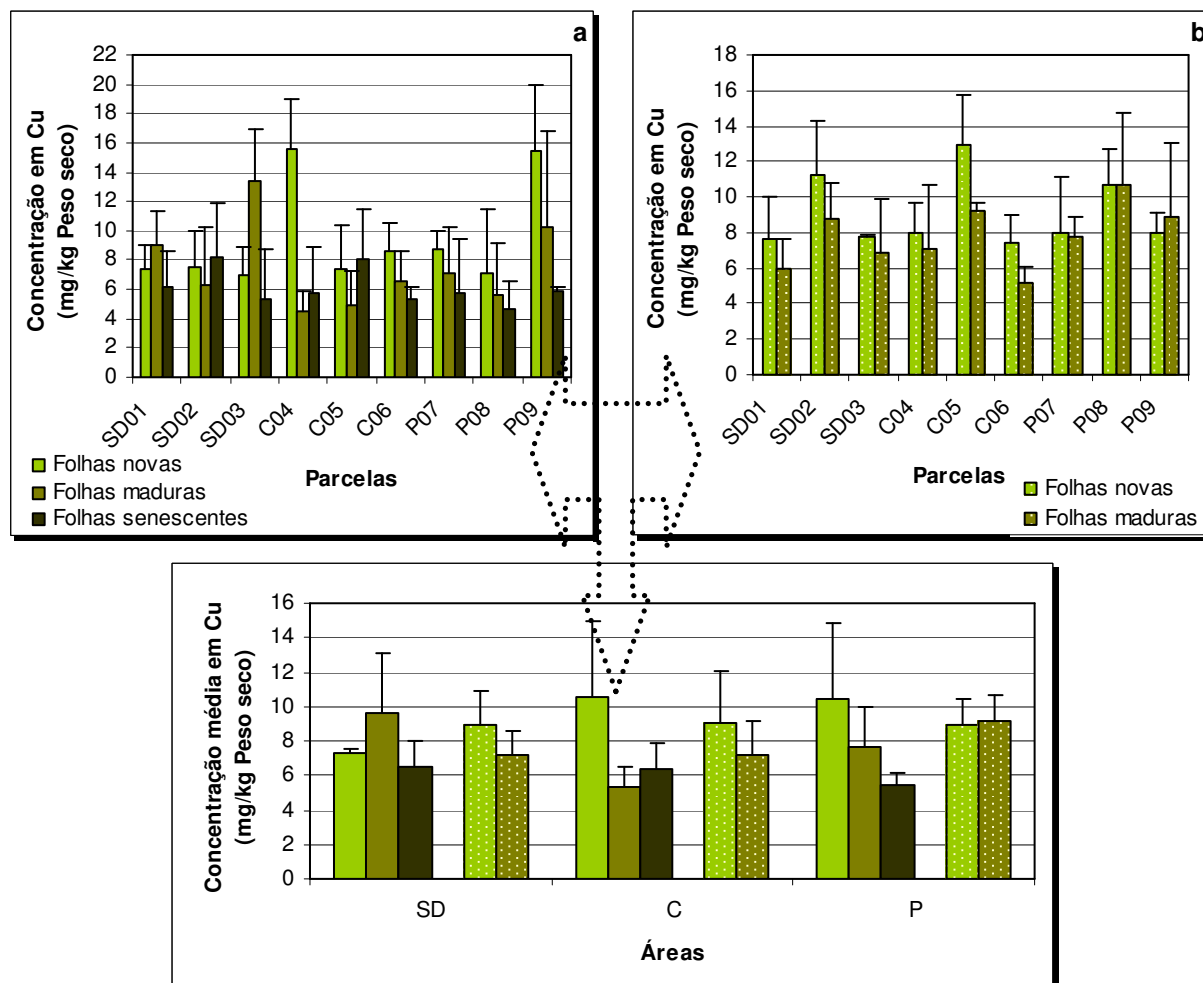 a
Concentração em Cu
(mg/kg Peso seco)
22
20
18
16
14
12
10
8
6
4
2
0
SD01
SD02
SD03
C04
C05
C06
P07
P08
P09
Parcelas
Folhas novas
Folhas maduras
Folhas senescentes
b
Concentração em Cu
(mg/kg Peso seco)
18
16
14
12
10
8
6
4
2
0
SD01
SD02
SD03
C04
C05
C06
P07
P08
P09
Parcelas
Folhas novas
Folhas maduras
Concentração média em Cu
(mg/kg Peso seco)
16
14
12
10
8
6
4
2
0
SD
C
P
Áreas